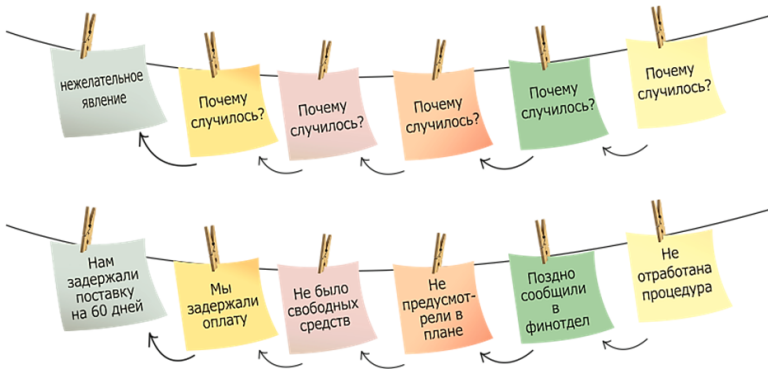 нежелательное
явление
Почему
случилось?
Почему
случилось?
Почему
случилось?
Почему
случилось?
Почему
случилось?
Нам
задержали
поставку
на 60 дней
Мы
задержали
оплату
Не было
свободных
средств
Не
предусмот-
рели в
плане
Поздно
сообщили
в
финотдел
Не
отработана
процедура